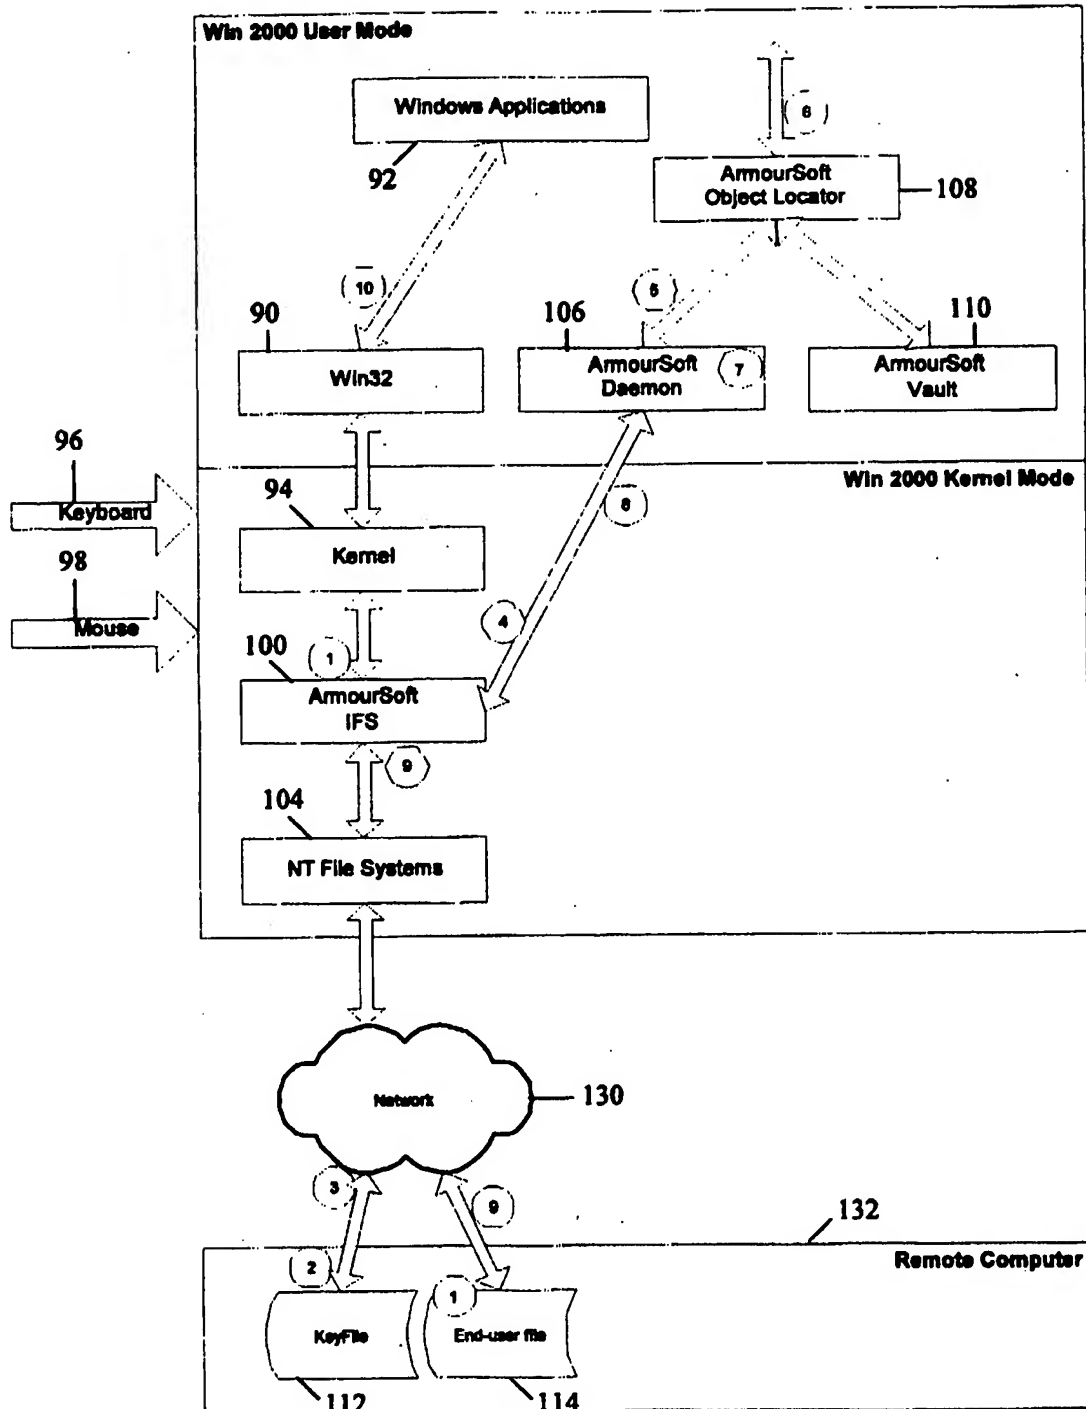 Win 2000 User Mode
Windows Applications
92
6
ArmourSoft
Object Locator
108
10
90
Win32
5
106
ArmourSoft
Daemon
7
110
ArmourSoft
Vault
96
Keyboard
Win 2000 Kernel Mode
94
Kernel
8
98
Mouse
4
100
1
ArmourSoft
IFS
9
104
NT File Systems
Network
130
3
9
132
Remote Computer
2
1
KeyFile
End-user file
112
114